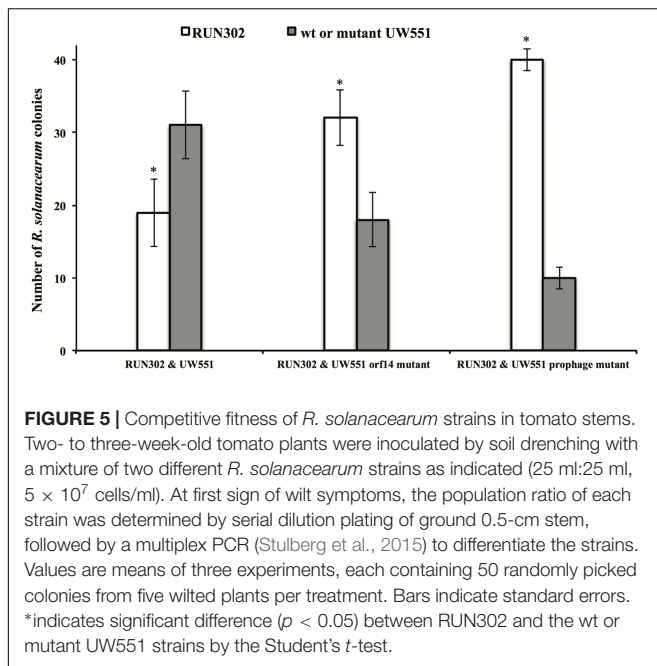 RUN302 wt or mutant UW551
Number of R. solanacearum colonies
40
30
20
10
0
*
*
*
RUN302 & UW551 RUN302 & UW551 orf14 mutant RUN302 & UW551 prophage mutant
FIGURE 5 | Competitive fitness of R. solanacearum strains in tomato stems.
Two- to three-week-old tomato plants were inoculated by soil drenching with
a mixture of two different R. solanacearum strains as indicated (25 ml:25 ml,
5 × 10⁷ cells/ml). At first sign of wilt symptoms, the population ratio of each
strain was determined by serial dilution plating of ground 0.5-cm stem,
followed by a multiplex PCR (Stulberg et al., 2015) to differentiate the strains.
Values are means of three experiments, each containing 50 randomly picked
colonies from five wilted plants per treatment. Bars indicate standard errors.
*indicates significant difference (p < 0.05) between RUN302 and the wt or
mutant UW551 strains by the Student's t-test.